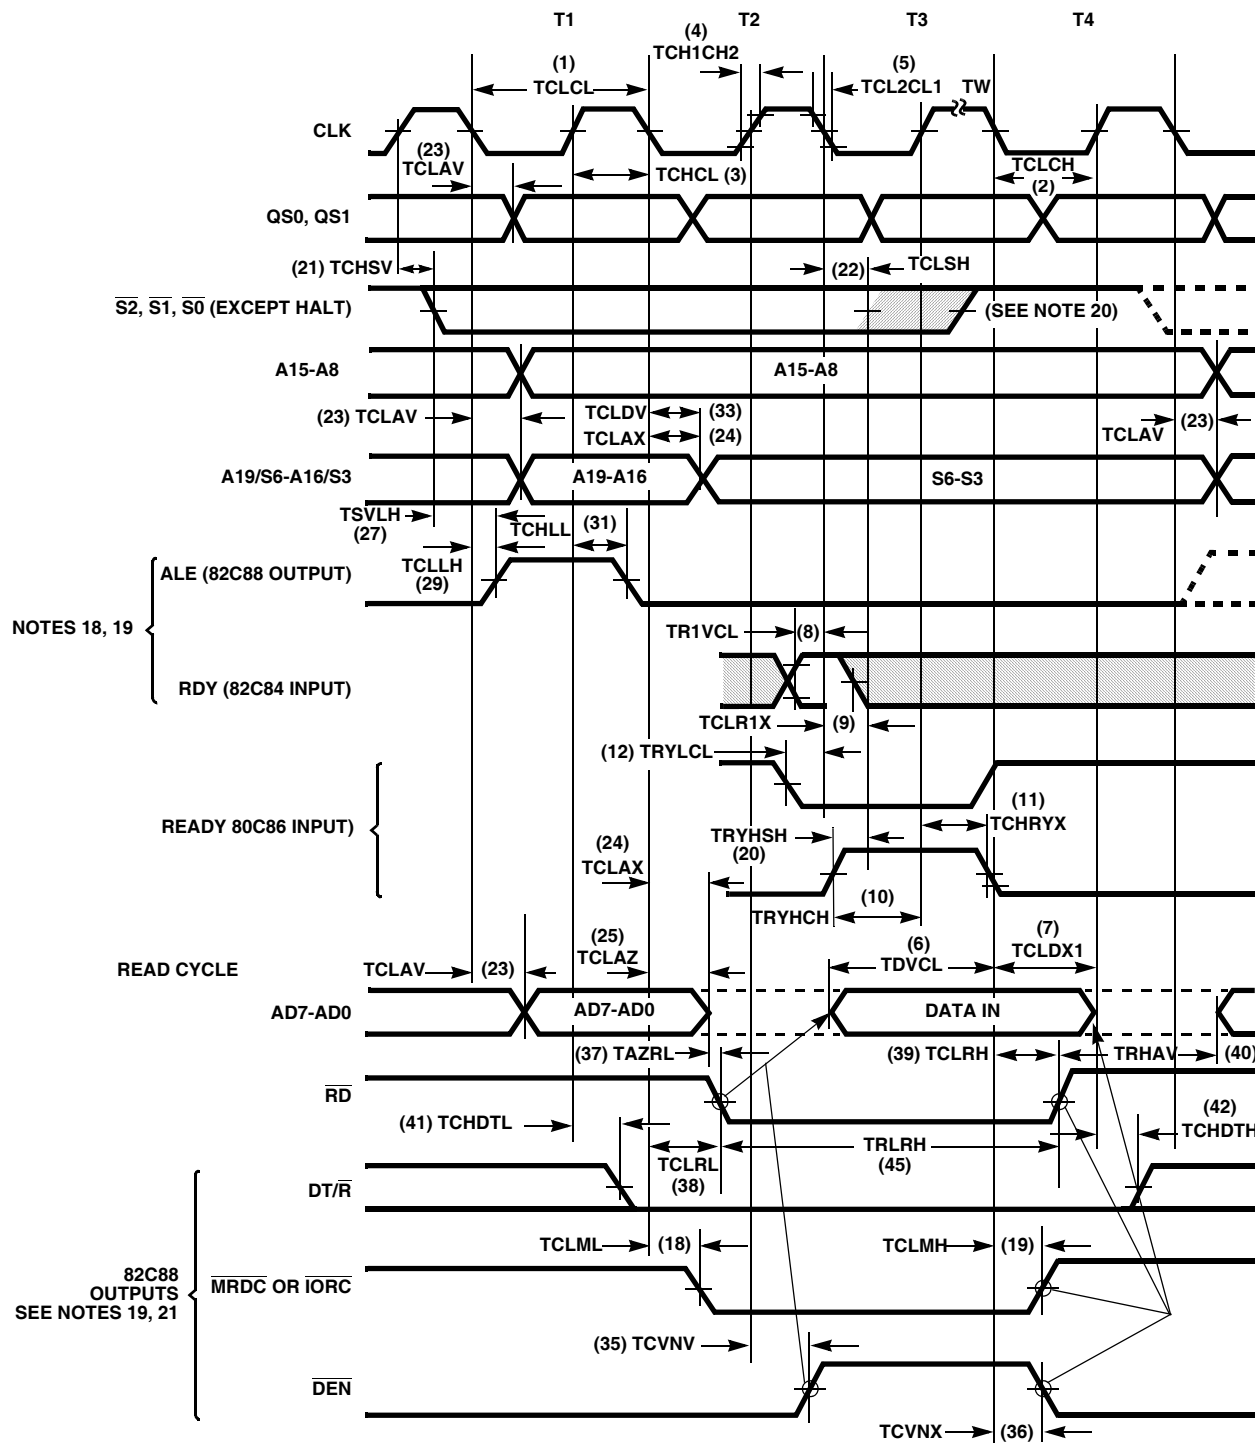 T1 T2 T3 T4
(4)
TCH1CH2
(1)
TCLCL
(5)
TCL2CL1 TW
CLK
(23)
TCLAV
TCHCL (3)
TCLCH
(2)
QS0, QS1
(21) TCHSV
(22) TCLSH
S2, S1, S0 (EXCEPT HALT)
(SEE NOTE 20)
A15-A8 A15-A8
(23) TCLAV
TCLDV (33)
TCLAX (24)
TCLAV (23)
A19/S6-A16/S3 A19-A16 S6-S3
TSVLH
(27)
TCHLL (31)
TCLLH
(29)
ALE (82C88 OUTPUT)
NOTES 18, 19
TR1VCL (8)
RDY (82C84 INPUT)
TCLR1X (9)
(12) TRYLCL
READY 80C86 INPUT)
(11)
TCHRYX
TRYHSH
(20)
(24)
TCLAX
(10)
TRYHCH
READ CYCLE
TCLAV (23)
(25)
TCLAZ
(6)
TDVCL
(7)
TCLDX1
AD7-AD0 AD7-AD0 DATA IN
(37) TAZRL
(39) TCLRH TRHAV (40)
RD
(41) TCHDTL
(42)
TCHDTH
TCLRL
(38)
TRLRH
(45)
DT/R
TCLML (18)
TCLMH (19)
82C88
OUTPUTS
SEE NOTES 19, 21
MRDC OR IORC
(35) TCVNV
DEN
TCVNX (36)